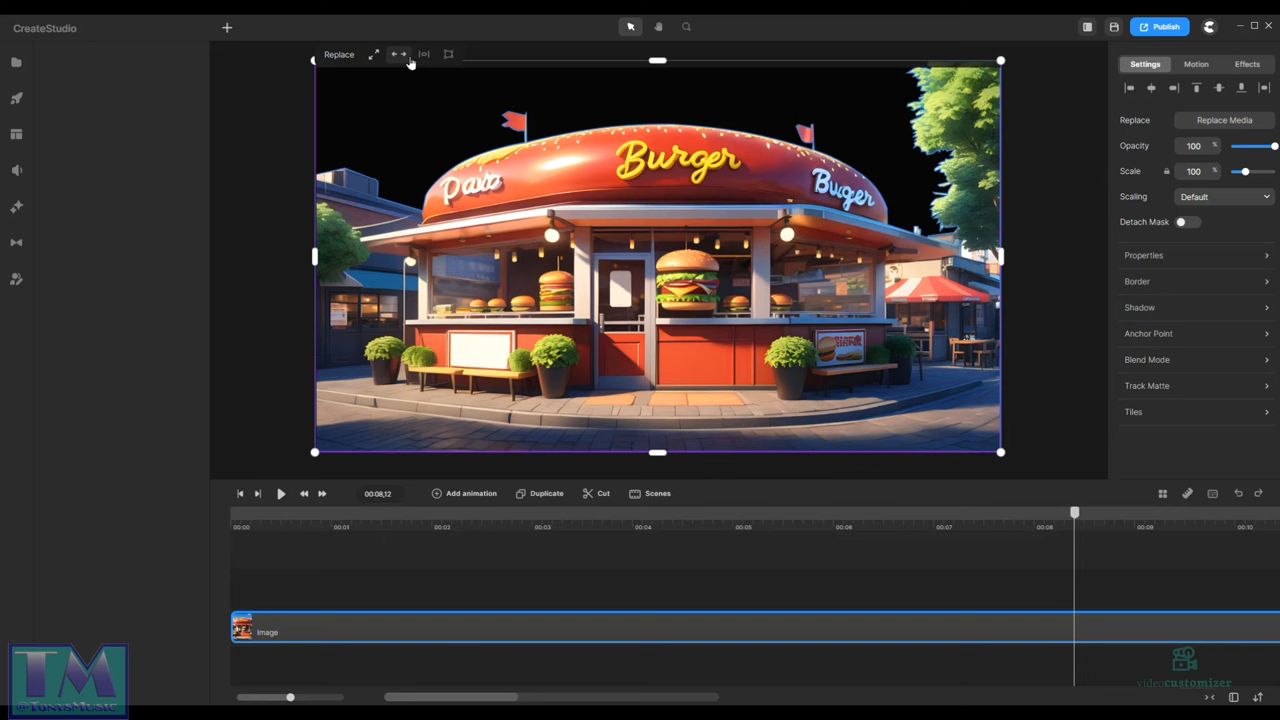 CreateStudio
Publish
Replace
Settings
Motion
Effects
Replace
Replace Media
Opacity
100 %
Scale
100 %
Scaling
Default
Detach Mask
Properties
Border
Shadow
Anchor Point
Blend Mode
Track Matte
Tiles
Burger
Buger
00:08,12
Add animation
Duplicate
Cut
Scenes
00:00
00:01
00:02
00:03
00:04
00:05
00:06
00:07
00:08
00:09
00:10
Image
TM
@TonysMusic
videocustomizer